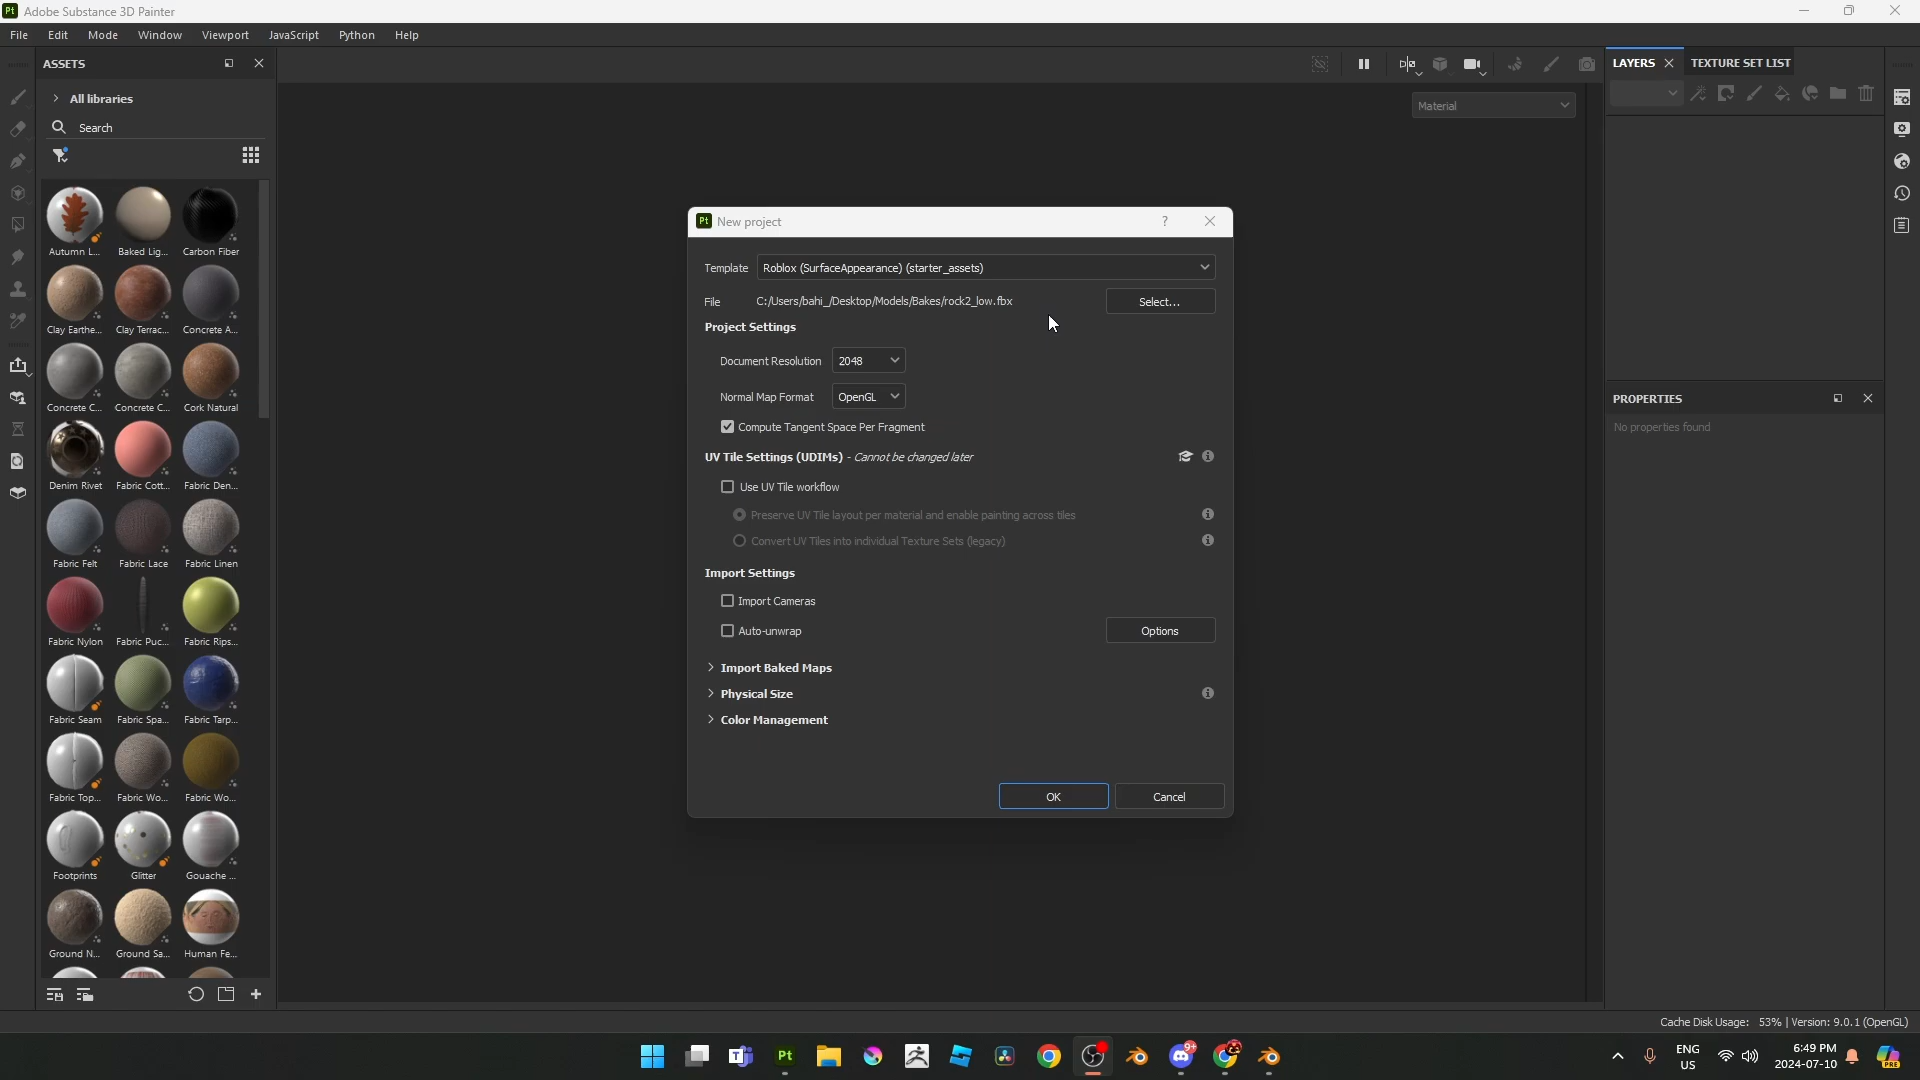 Adobe Substance 3D Painter
File Edit Mode Window Viewport JavaScript Python Help
ASSETS
All libraries
Search
Autumn L... Baked Lig... Carbon Fiber
Clay Earthe... Clay Terrac... Concrete A...
Concrete C... Concrete C... Cork Natural
Denim Rivet Fabric Cott... Fabric Den...
Fabric Felt Fabric Lace Fabric Linen
Fabric Nylon Fabric Puc... Fabric Rips...
Fabric Seam Fabric Spa... Fabric Tarp...
Fabric Top... Fabric Wo... Fabric Wo...
Footprints Glitter Gouache ...
Ground N... Ground Sa... Human Fe...
Material
Pt New project ?
Template Roblox (SurfaceAppearance) (starter_assets)
File C:/Users/bahi_/Desktop/Models/Bakes/rock2_low.fbx Select...
Project Settings
Document Resolution 2048
Normal Map Format OpenGL
Compute Tangent Space Per Fragment
UV Tile Settings (UDIMs) - Cannot be changed later
Use UV Tile workflow
Preserve UV Tile layout per material and enable painting across tiles
Convert UV Tiles into individual Texture Sets (legacy)
Import Settings
Import Cameras
Auto-unwrap Options
Import Baked Maps
Physical Size
Color Management
OK Cancel
LAYERS TEXTURE SET LIST
PROPERTIES
No properties found
Cache Disk Usage: 53% | Version: 9.0.1 (OpenGL)
Pt
9+
ENG
US
6:49 PM
2024-07-10
PRE